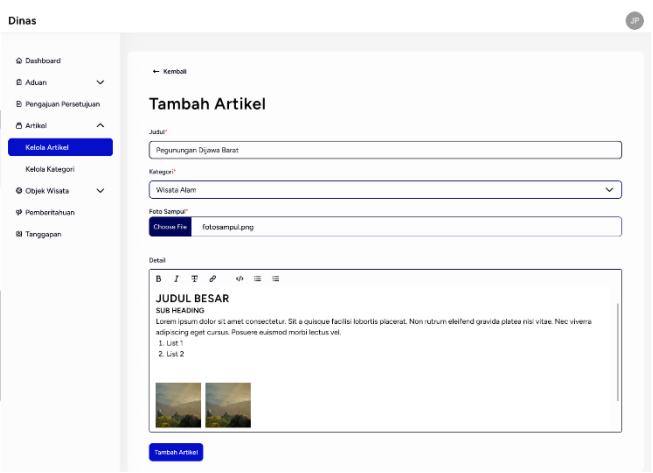 Dinas
JP
Dashboard
Aduan
Pengajuan Persetujuan
Artikel
Kelola Artikel
Kelola Kategori
Objek Wisata
Pemberitahuan
Tanggapan
← Kembali
Tambah Artikel
Judul*
Pegunungan Dijawa Barat
Kategori*
Wisata Alam
Foto Sampul*
Choose File fotosampul.png
Detail
B I T </>
JUDUL BESAR
SUB HEADING
Lorem ipsum dolor sit amet consectetur. Sit a quisque facilisi lobortis placerat. Non rutrum eleifend gravida platea nisi vitae. Nec viverra
adipiscing eget cursus. Posuere euismod morbi lectus vel.
1. List 1
2. List 2
Tambah Artikel